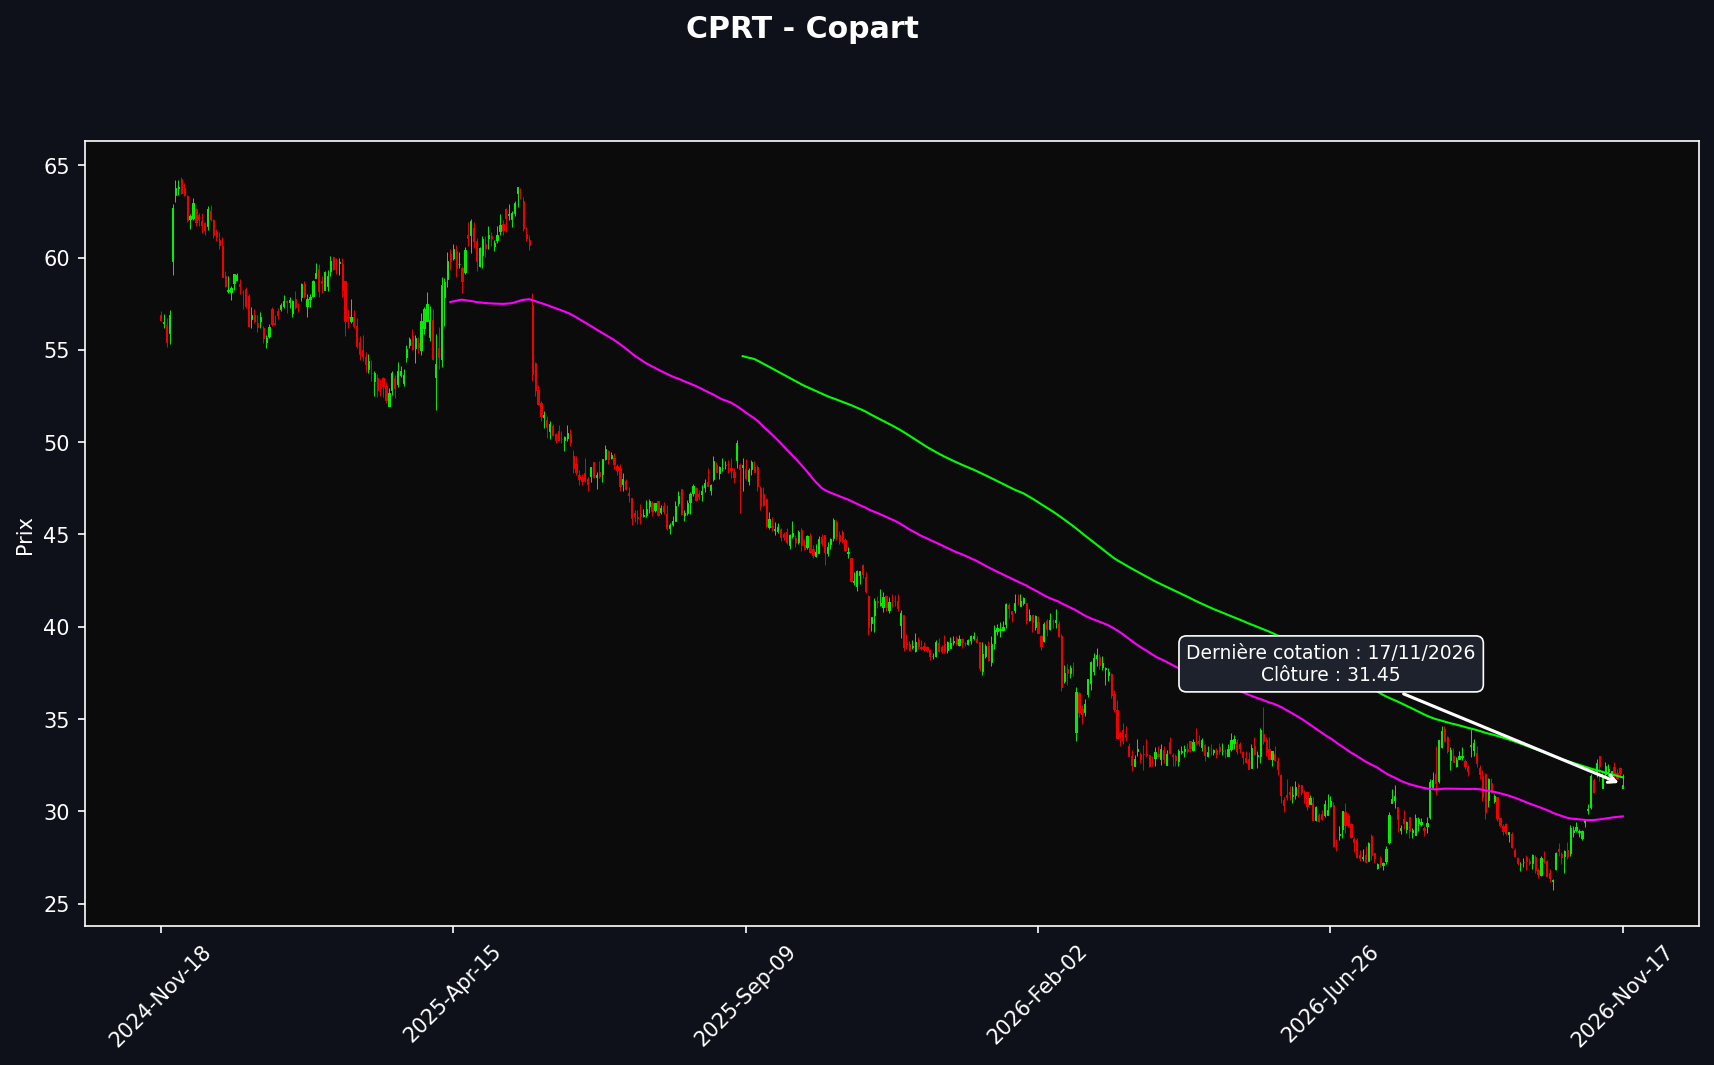 CPRT - Copart
Prix
65
60
55
50
45
40
35
30
25
Dernière cotation : 17/11/2026
Clôture : 31.45
2024-Nov-18
2025-Apr-15
2025-Sep-09
2026-Feb-02
2026-Jun-26
2026-Nov-17